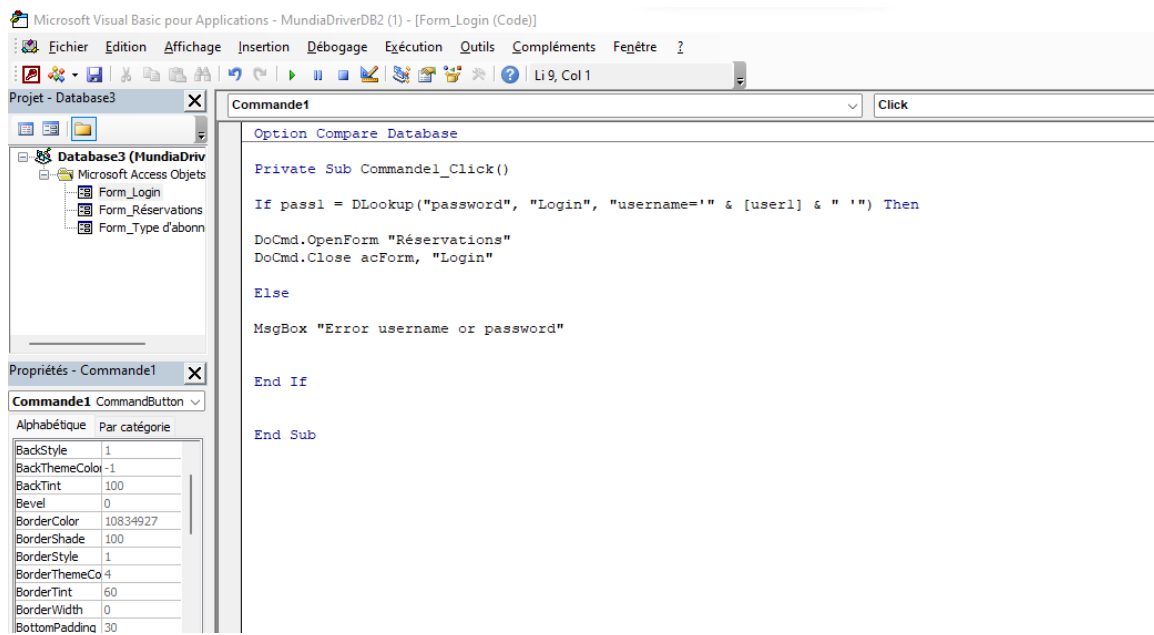 Microsoft Visual Basic pour Applications - MundiaDriverDB2 (1) - [Form_Login (Code)]
Fichier Edition Affichage Insertion Débogage Exécution Outils Compléments Fenêtre ?
Li 9, Col 1
Projet - Database3
Database3 (MundiaDriv
Microsoft Access Objets
Form_Login
Form_Réservations
Form_Type d'abonn
Propriétés - Commande1
Commande1 CommandButton
Alphabétique Par catégorie
BackStyle 1
BackThemeColor -1
BackTint 100
Bevel 0
BorderColor 10834927
BorderShade 100
BorderStyle 1
BorderThemeCo 4
BorderTint 60
BorderWidth 0
BottomPadding 30
Commande1 Click
Option Compare Database
Private Sub Commande1_Click()
If pass1 = DLookup("password", "Login", "username='" & [user1] & " '") Then
DoCmd.OpenForm "Réservations"
DoCmd.Close acForm, "Login"
Else
MsgBox "Error username or password"
End If
End Sub